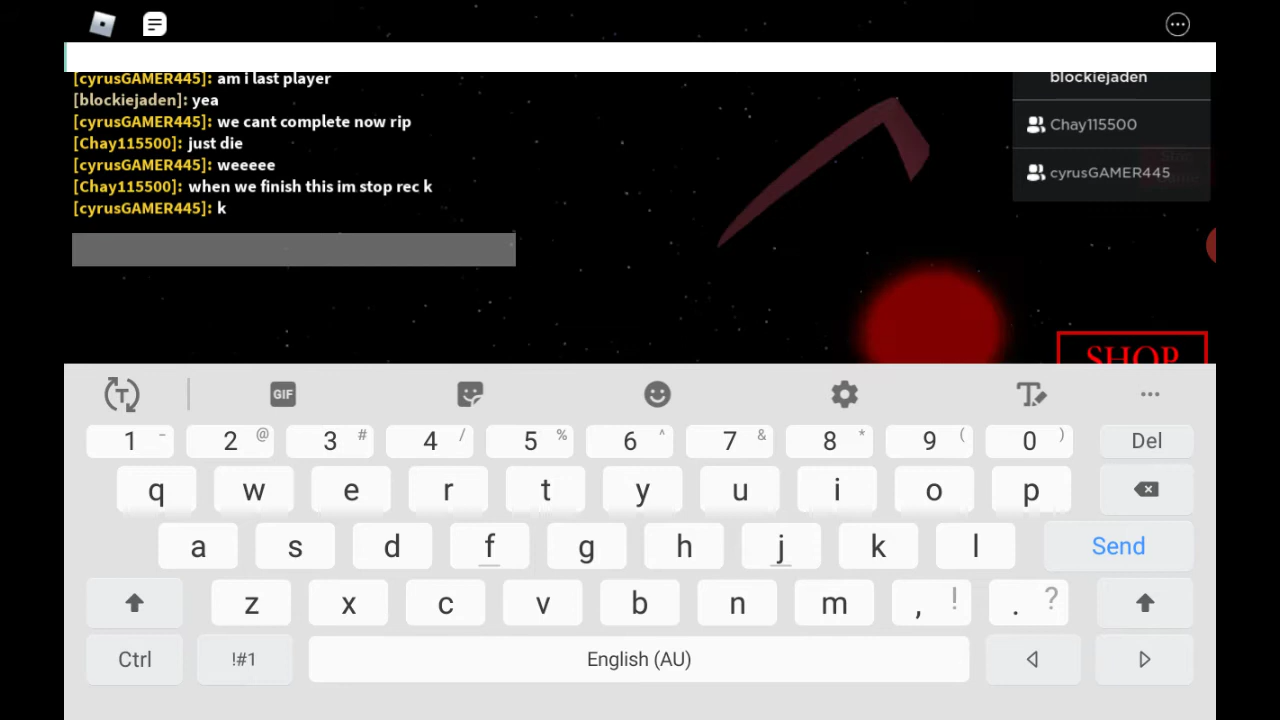 [cyrusGAMER445]: am i last player
[blockiejaden]: yea
[cyrusGAMER445]: we cant complete now rip
[Chay115500]: just die
[cyrusGAMER445]: weeeee
[Chay115500]: when we finish this im stop rec k
[cyrusGAMER445]: k
blockiejaden
Chay115500
cyrusGAMER445
SHOP
GIF
1 - 2 @ 3 # 4 / 5 % 6 ^ 7 & 8 * 9 ( 0 ) Del
q w e r t y u i o p
a s d f g h j k l Send
z x c v b n m , ! . ?
Ctrl !#1 English (AU)